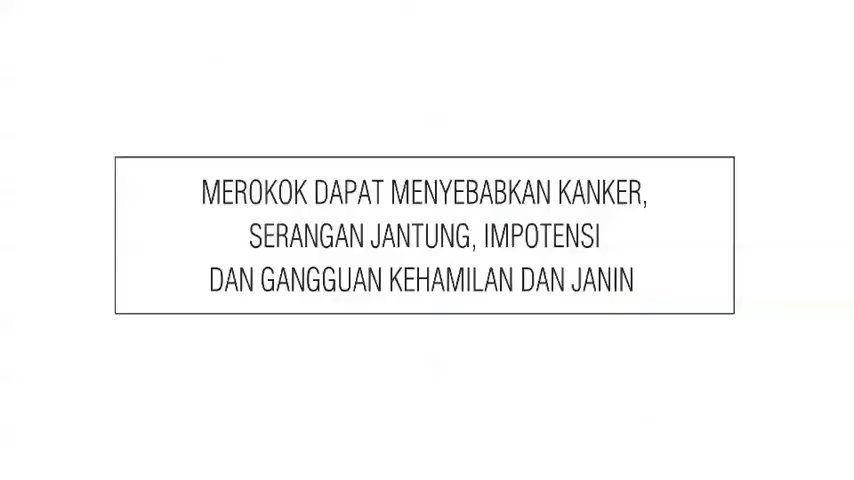 MEROKOK DAPAT MENYEBABKAN KANKER,
SERANGAN JANTUNG, IMPOTENSI
DAN GANGGUAN KEHAMILAN DAN JANIN